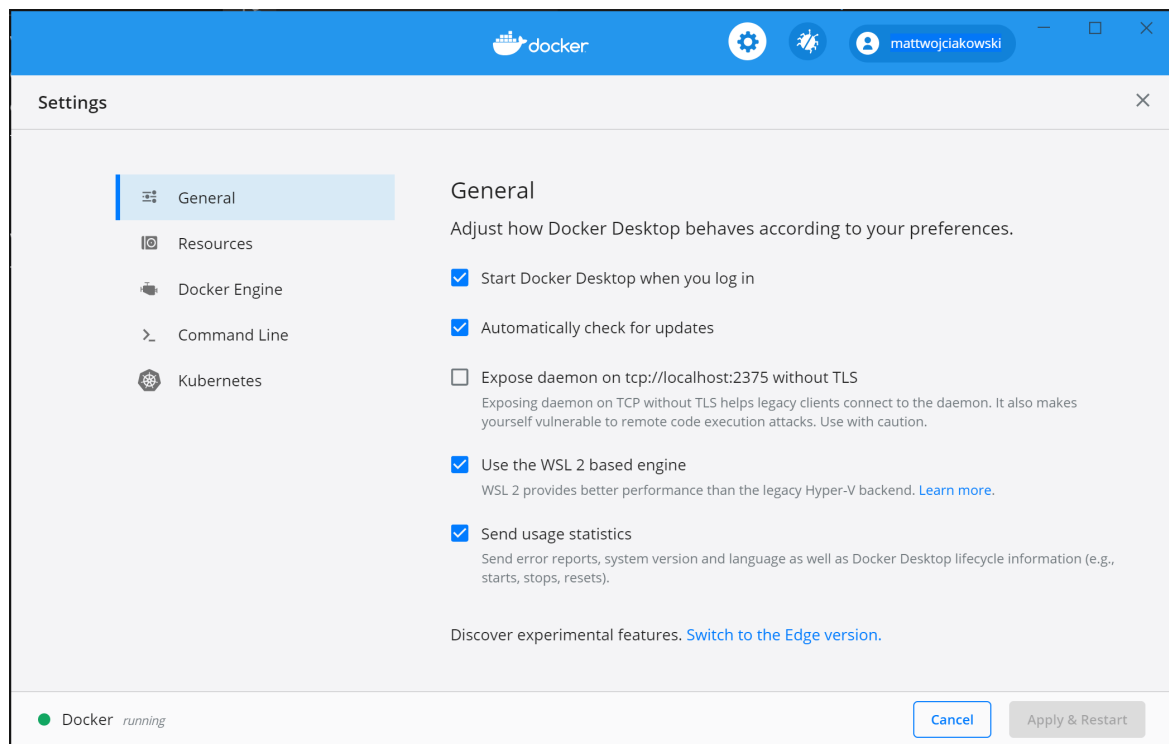 docker
mattwojciakowski
Settings
General
Resources
Docker Engine
Command Line
Kubernetes
General
Adjust how Docker Desktop behaves according to your preferences.
Start Docker Desktop when you log in
Automatically check for updates
Expose daemon on tcp://localhost:2375 without TLS
Exposing daemon on TCP without TLS helps legacy clients connect to the daemon. It also makes
yourself vulnerable to remote code execution attacks. Use with caution.
Use the WSL 2 based engine
WSL 2 provides better performance than the legacy Hyper-V backend. Learn more.
Send usage statistics
Send error reports, system version and language as well as Docker Desktop lifecycle information (e.g.,
starts, stops, resets).
Discover experimental features. Switch to the Edge version.
Docker running
Cancel
Apply & Restart